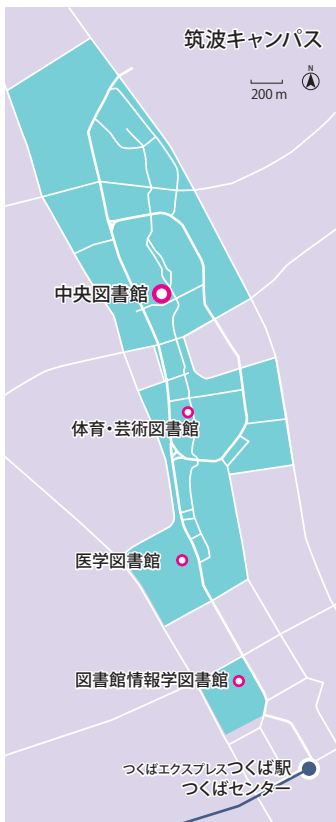 筑波キャンパス
N
200 m
中央図書館
体育・芸術図書館
医学図書館
図書館情報学図書館
つくばエクスプレスつくば駅
つくばセンター